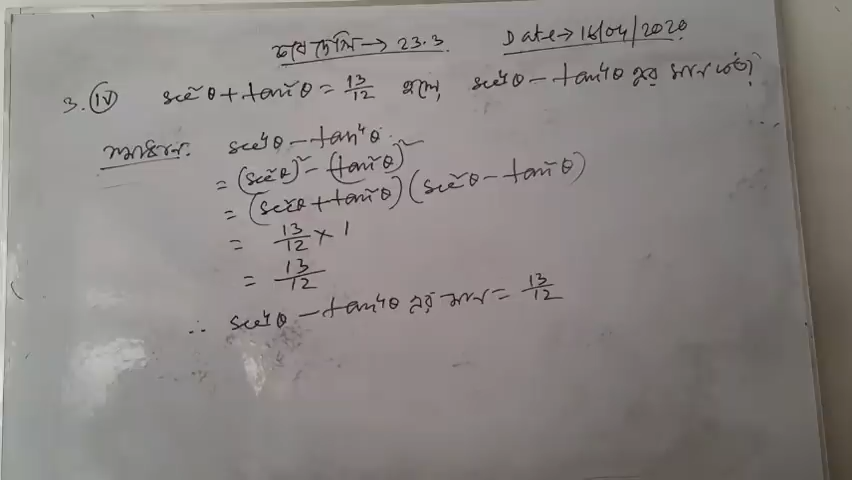 কষে দেখি → 23.3 Date → 16/04/2020
3. (iv) sec²θ + tan²θ = 13/12 হলে, sec⁴θ − tan⁴θ এর মান কত?
সমাধান: sec⁴θ − tan⁴θ
= (sec²θ)² − (tan²θ)²
= (sec²θ + tan²θ)(sec²θ − tan²θ)
= 13/12 × 1
= 13/12
∴ sec⁴θ − tan⁴θ এর মান = 13/12